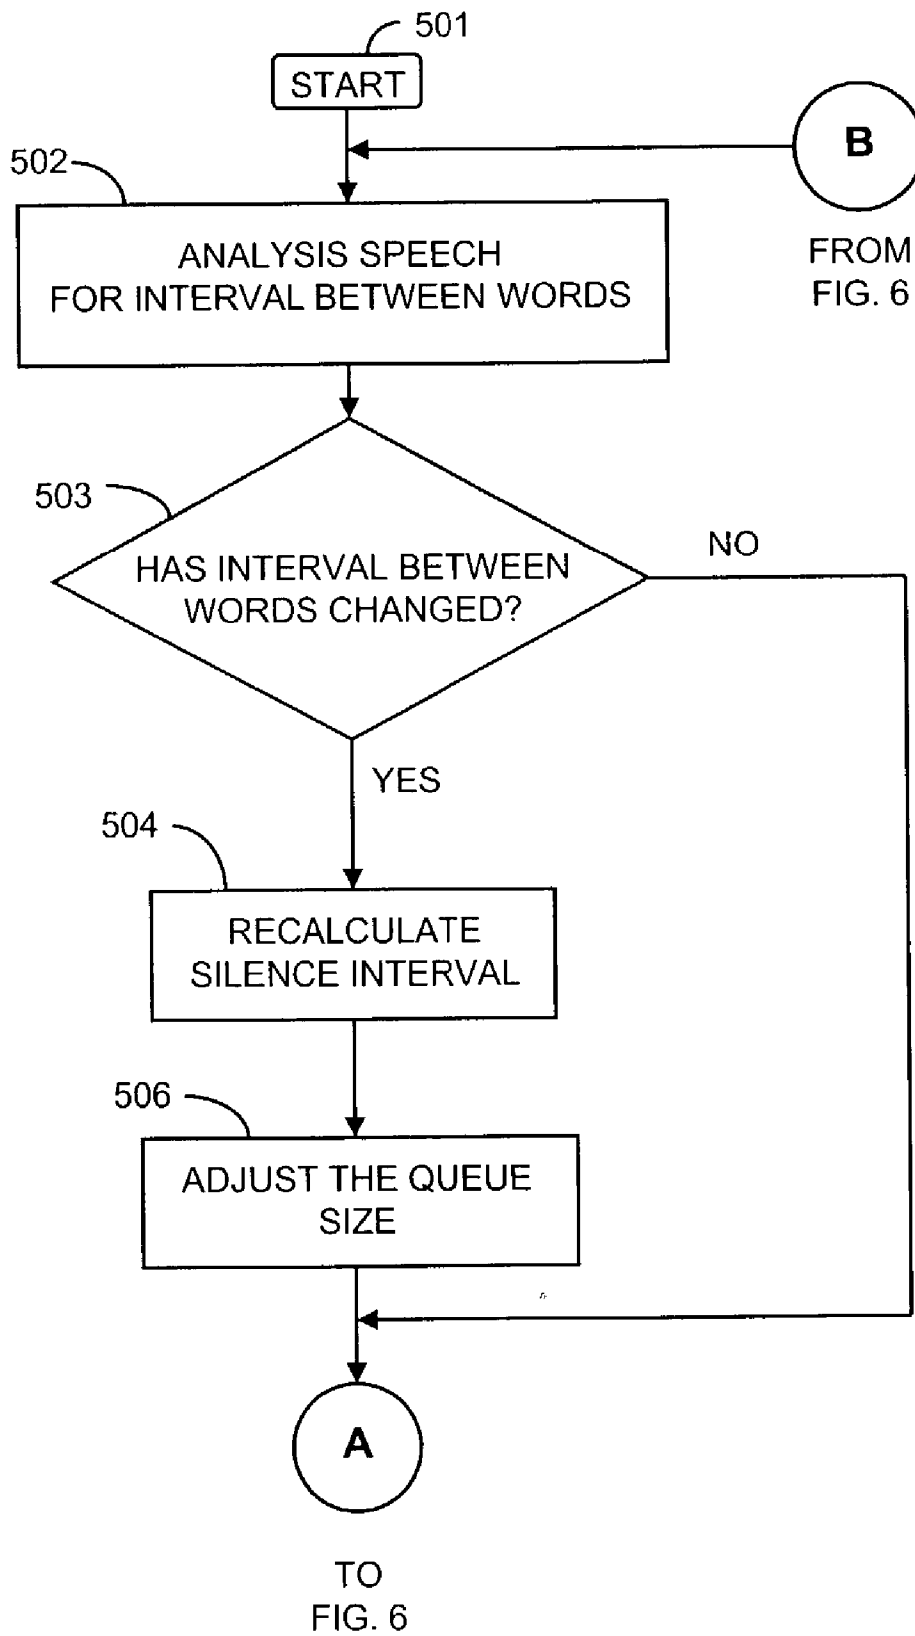 501
START
B
502
FROM
FIG. 6
ANALYSIS SPEECH
FOR INTERVAL BETWEEN WORDS
503
NO
HAS INTERVAL BETWEEN
WORDS CHANGED?
YES
504
RECALCULATE
SILENCE INTERVAL
506
ADJUST THE QUEUE
SIZE
A
TO
FIG. 6